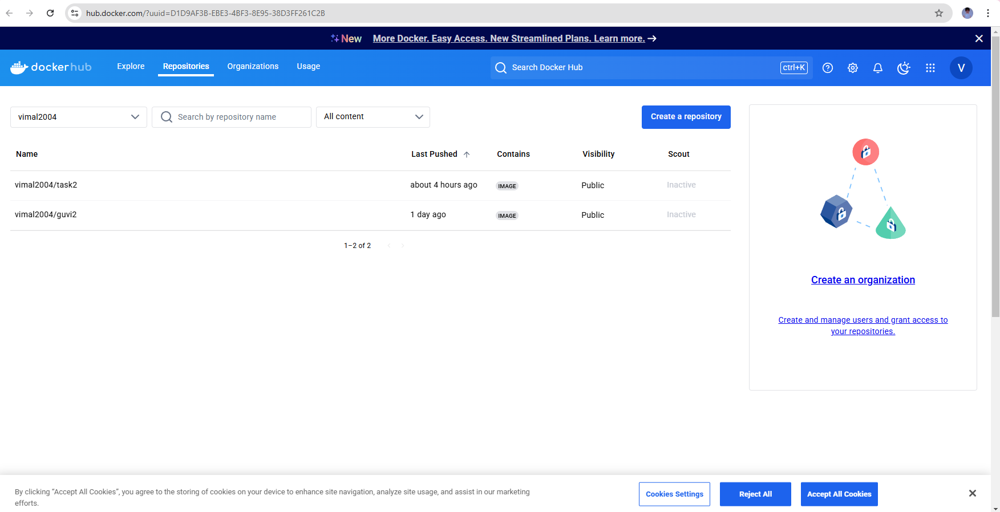 hub.docker.com/?uuid=D1D9AF3B-EBE3-4BF3-8E95-38D3FF261C2B
New More Docker. Easy Access. New Streamlined Plans. Learn more.
dockerhub Explore Repositories Organizations Usage Search Docker Hub ctrl+K V
vimal2004 Search by repository name All content Create a repository
Name Last Pushed Contains Visibility Scout
vimal2004/task2 about 4 hours ago IMAGE Public Inactive
vimal2004/guvi2 1 day ago IMAGE Public Inactive
1–2 of 2
Create an organization
Create and manage users and grant access to
your repositories.
By clicking “Accept All Cookies”, you agree to the storing of cookies on your device to enhance site navigation, analyze site usage, and assist in our marketing
efforts.
Cookies Settings Reject All Accept All Cookies